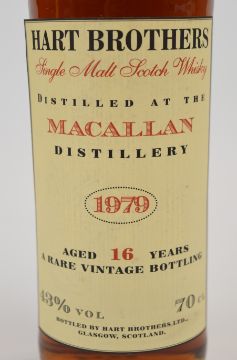 HART BROTHERS
Single Malt Scotch Whisky
DISTILLED AT THE
MACALLAN
DISTILLERY
1979
AGED 16 YEARS
A RARE VINTAGE BOTTLING
43% VOL 70 C
BOTTLED BY HART BROTHERS LTD.,
GLASGOW, SCOTLAND.